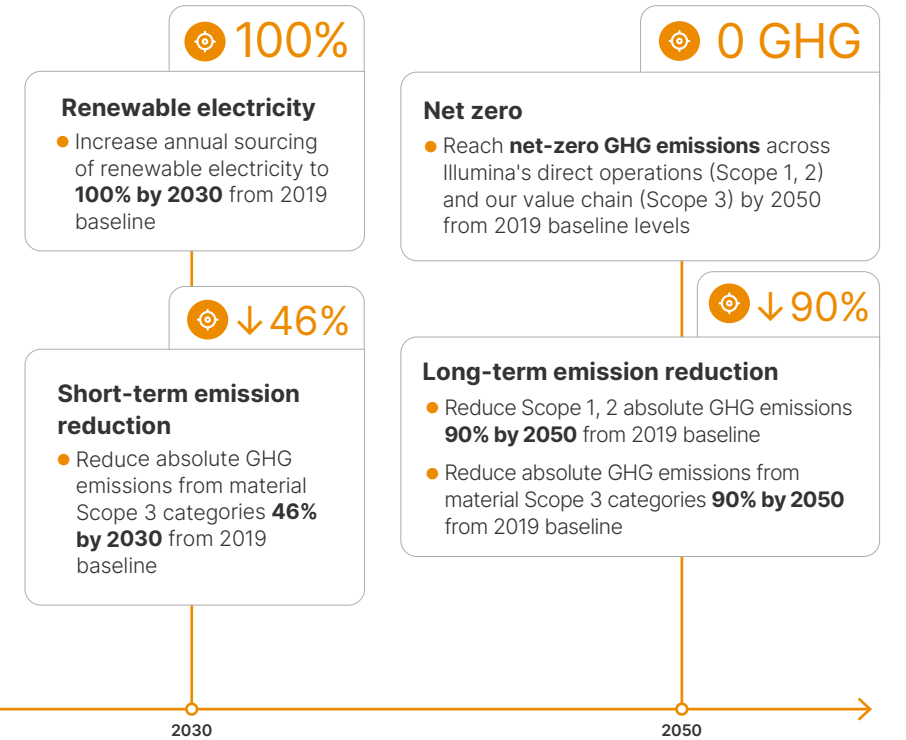 100%
Renewable electricity
Increase annual sourcing
of renewable electricity to
100% by 2030 from 2019
baseline
↓46%
Short-term emission
reduction
Reduce absolute GHG
emissions from material
Scope 3 categories 46%
by 2030 from 2019
baseline
2030
0 GHG
Net zero
Reach net-zero GHG emissions across
Illumina's direct operations (Scope 1, 2)
and our value chain (Scope 3) by 2050
from 2019 baseline levels
↓90%
Long-term emission reduction
Reduce Scope 1, 2 absolute GHG emissions
90% by 2050 from 2019 baseline
Reduce absolute GHG emissions from
material Scope 3 categories 90% by 2050
from 2019 baseline
2050